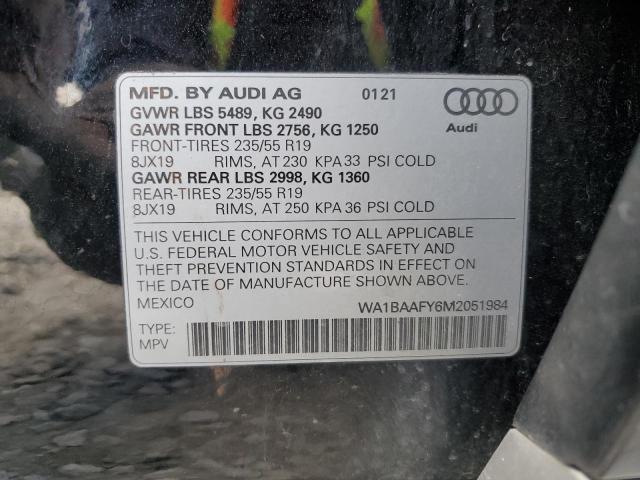 MFD. BY AUDI AG 0121
GVWR LBS 5489, KG 2490
GAWR FRONT LBS 2756, KG 1250
FRONT-TIRES 235/55 R19
8JX19 RIMS, AT 230 KPA 33 PSI COLD
GAWR REAR LBS 2998, KG 1360
REAR-TIRES 235/55 R19
8JX19 RIMS, AT 250 KPA 36 PSI COLD
Audi
THIS VEHICLE CONFORMS TO ALL APPLICABLE
U.S. FEDERAL MOTOR VEHICLE SAFETY AND
THEFT PREVENTION STANDARDS IN EFFECT ON
THE DATE OF MANUFACTURE SHOWN ABOVE.
MEXICO WA1BAAFY6M2051984
TYPE:
MPV